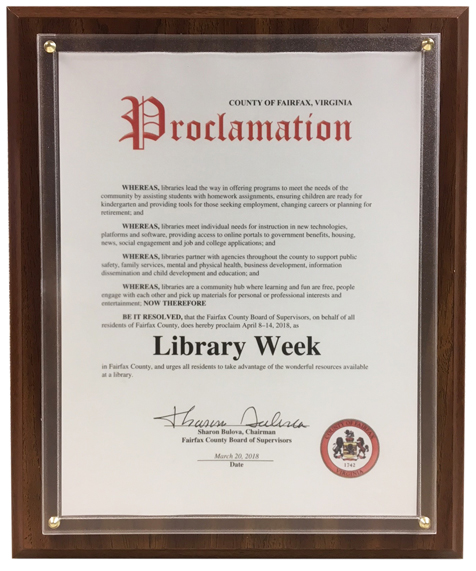 COUNTY OF FAIRFAX, VIRGINIA
Proclamation
WHEREAS, libraries lead the way in offering programs to meet the needs of the
community by assisting students with homework assignments, ensuring children are ready for
kindergarten and providing tools for those seeking employment, changing careers or planning for
retirement; and
WHEREAS, libraries meet individual needs for instruction in new technologies,
platforms and software, providing access to online portals to government benefits, housing,
news, social engagement and job and college applications; and
WHEREAS, libraries partner with agencies throughout the county to support public
safety, family services, mental and physical health, business development, information
dissemination and child development and education; and
WHEREAS, libraries are a community hub where learning and fun are free, people
engage with each other and pick up materials for personal or professional interests and
entertainment; NOW THEREFORE
BE IT RESOLVED, that the Fairfax County Board of Supervisors, on behalf of all
residents of Fairfax County, does hereby proclaim April 8–14, 2018, as
Library Week
in Fairfax County, and urges all residents to take advantage of the wonderful resources available
at a library.
Sharon Bulova
Sharon Bulova, Chairman
Fairfax County Board of Supervisors
March 20, 2018
Date
COUNTY OF FAIRFAX
1742
VIRGINIA